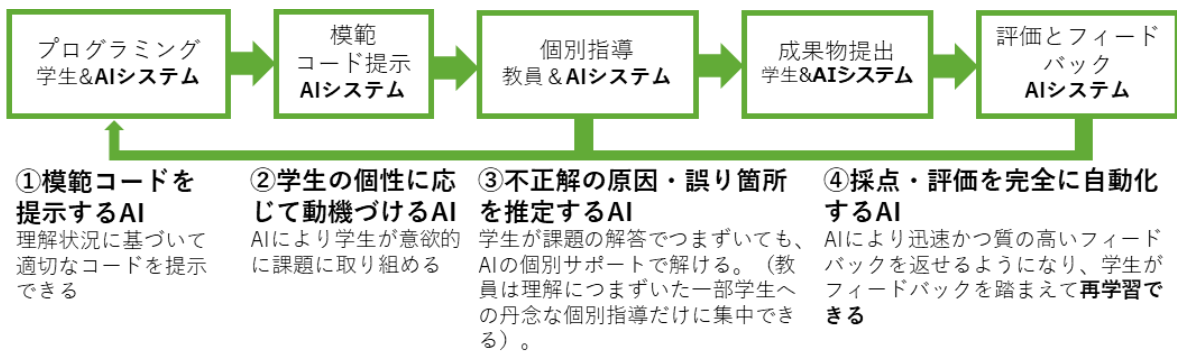 プログラミング
学生&AIシステム
模範
コード提示
AIシステム
個別指導
教員＆AIシステム
成果物提出
学生&AIシステム
評価とフィード
バック
AIシステム
①模範コードを
提示するAI
理解状況に基づいて
適切なコードを提示
できる
②学生の個性に応
じて動機づけるAI
AIにより学生が意欲的
に課題に取り組める
③不正解の原因・誤り箇所
を推定するAI
学生が課題の解答でつまずいても、
AIの個別サポートで解ける。（教
員は理解につまずいた一部学生へ
の丹念な個別指導だけに集中でき
る）。
④採点・評価を完全に自動化
するAI
AIにより迅速かつ質の高いフィード
バックを返せるようになり、学生が
フィードバックを踏まえて再学習で
きる